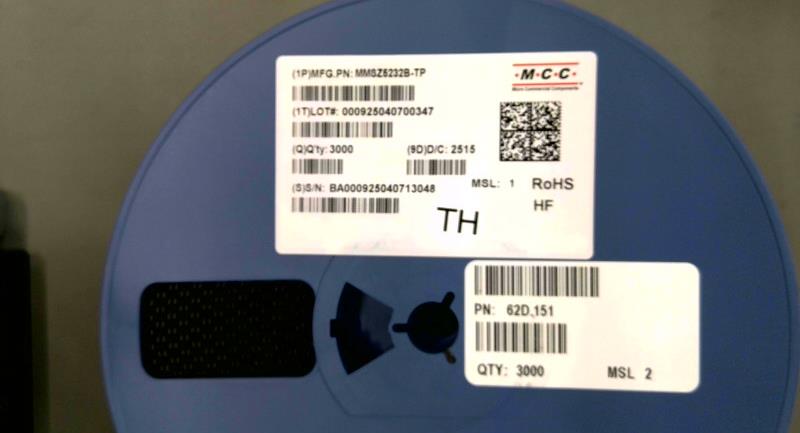 (1P)MFG.PN: MMSZ5232B-TP
·M·C·C·
Micro Commercial Components
(1T)LOT#: 000925040700347
(Q)Q'ty: 3000 (9D)D/C: 2515
(S)S/N: BA000925040713048 MSL: 1 RoHS
HF
TH
PN: 62D,151
QTY: 3000 MSL 2